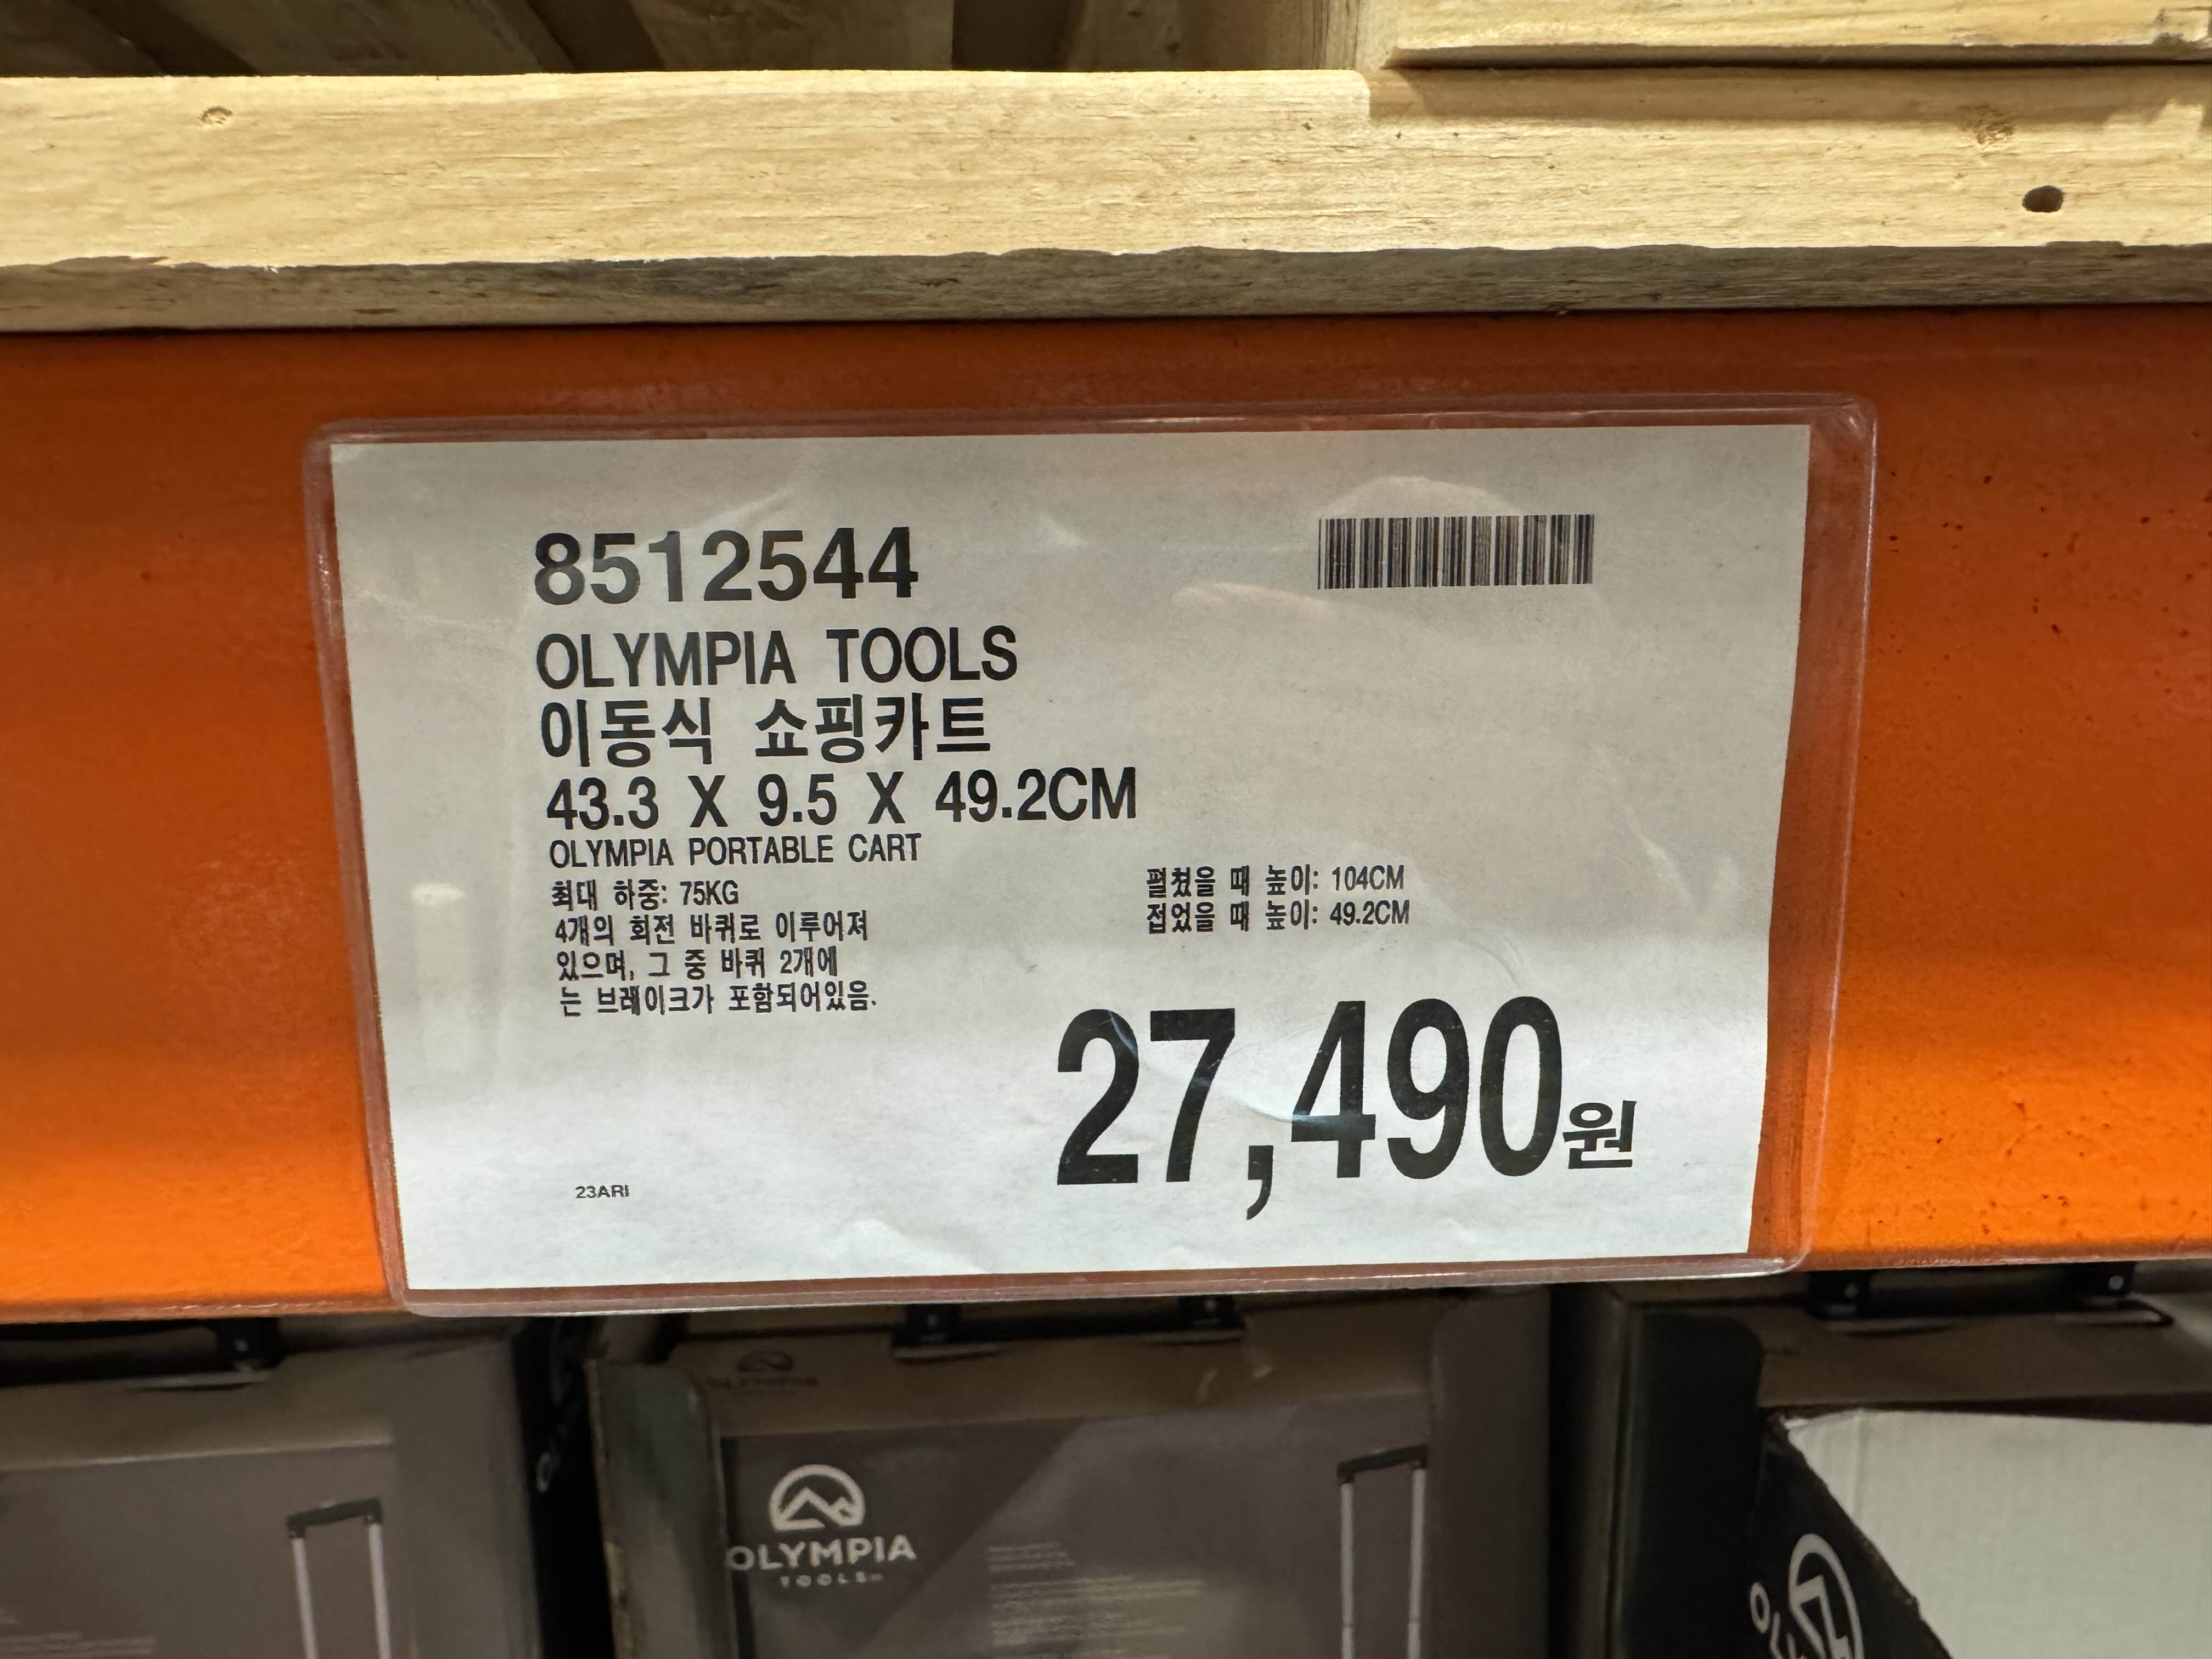 8512544
OLYMPIA TOOLS
이동식 쇼핑카트
43.3 X 9.5 X 49.2CM
OLYMPIA PORTABLE CART
최대 하중: 75KG
4개의 회전 바퀴로 이루어져
있으며, 그 중 바퀴 2개에
는 브레이크가 포함되어있음.
펼쳤을 때 높이: 104CM
접었을 때 높이: 49.2CM
27,490원
23ARI
OLYMPIA
TOOLS